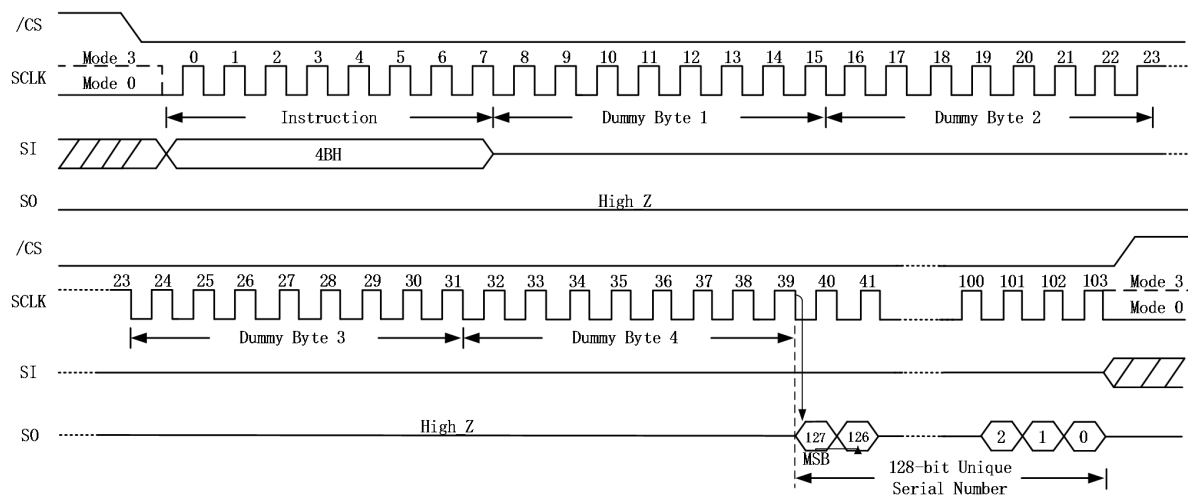 /CS
Mode 3 0 1 2 3 4 5 6 7 8 9 10 11 12 13 14 15 16 17 18 19 20 21 22 23
SCLK
Mode 0
Instruction Dummy Byte 1 Dummy Byte 2
SI 4BH
SO High_Z
/CS
23 24 25 26 27 28 29 30 31 32 33 34 35 36 37 38 39 40 41 100 101 102 103 Mode 3
SCLK
Mode 0
Dummy Byte 3 Dummy Byte 4
SI
SO High_Z 127 126 2 1 0
MSB
128-bit Unique
Serial Number